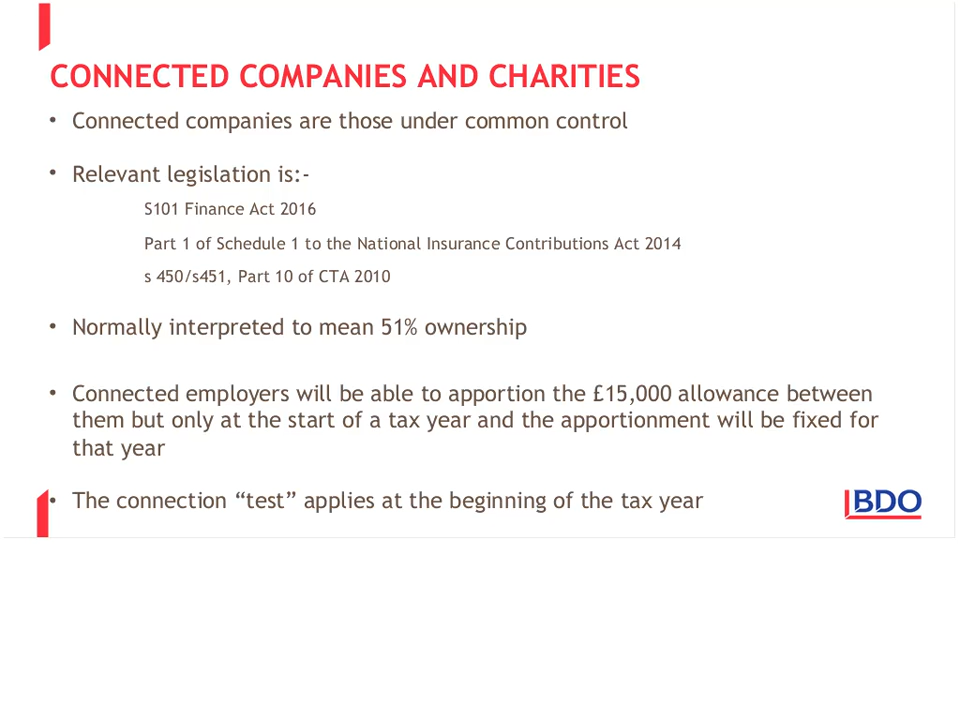 CONNECTED COMPANIES AND CHARITIES
• Connected companies are those under common control
• Relevant legislation is:-
S101 Finance Act 2016
Part 1 of Schedule 1 to the National Insurance Contributions Act 2014
s 450/s451, Part 10 of CTA 2010
• Normally interpreted to mean 51% ownership
• Connected employers will be able to apportion the £15,000 allowance between
them but only at the start of a tax year and the apportionment will be fixed for
that year
• The connection “test” applies at the beginning of the tax year
BDO